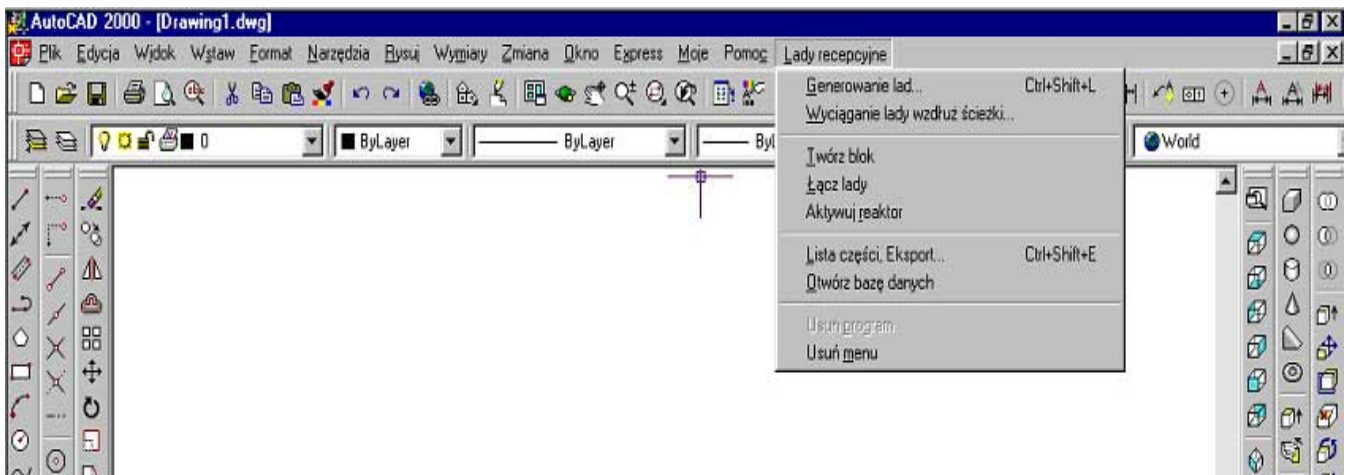 AutoCAD 2000 - [Drawing1.dwg]
Plik Edycja Widok Wstaw Format Narzędzia Rysuj Wymiary Zmiana Okno Express Moje Pomoc Lady recepcyjne
0 ByLayer ByLayer ByL World
Generowanie lad... Ctrl+Shift+L
Wyciąganie lady wzdłuż ścieżki...
Twórz blok
Łącz lady
Aktywuj reaktor
Lista części, Eksport... Ctrl+Shift+E
Otwórz bazę danych
Usuń program
Usuń menu